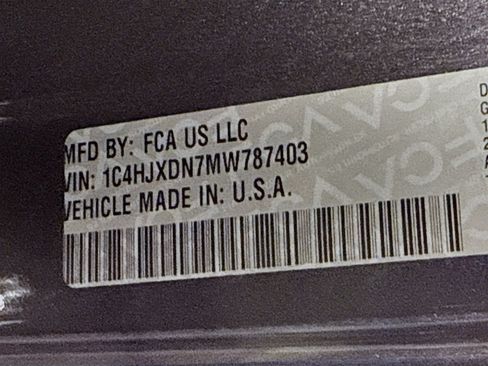 MFD BY: FCA US LLC
VIN: 1C4HJXDN7MW787403
VEHICLE MADE IN: U.S.A.